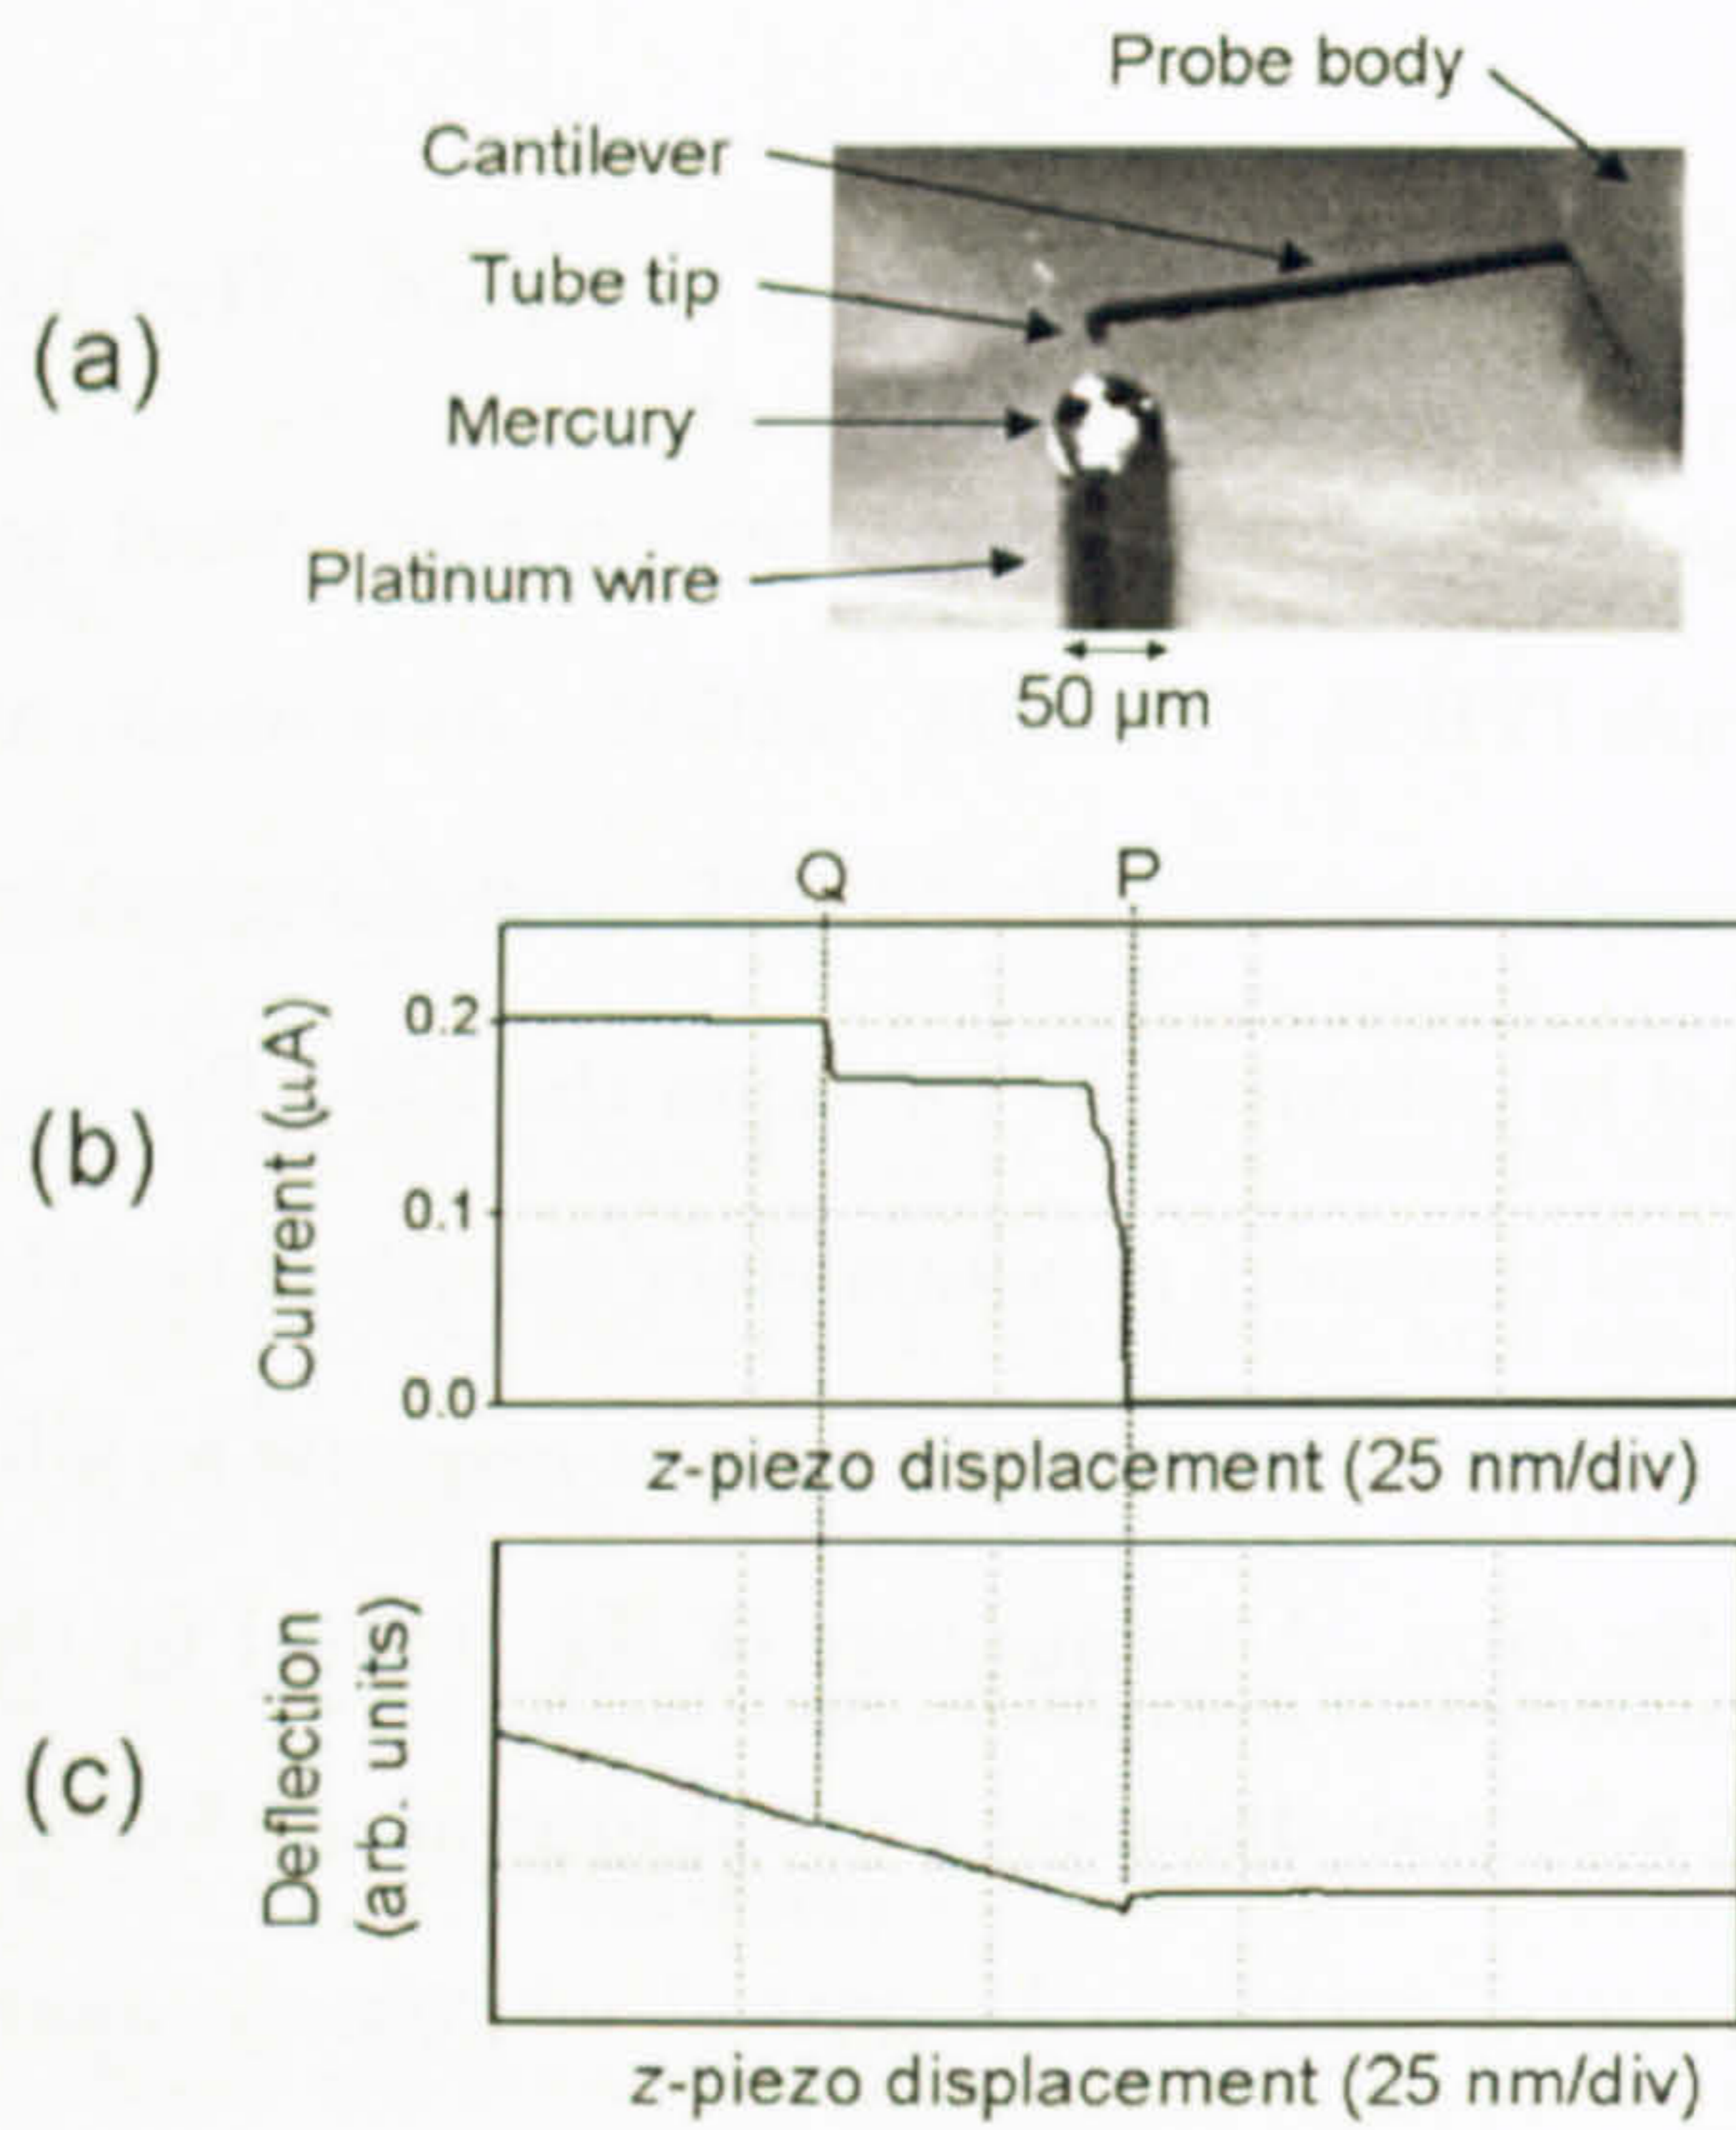 Probe body
Cantilever
Tube tip
(a)
Mercury
Platinum wire
50 µm
Q P
0.2
(b)
Current (µA)
0.1
0.0
z-piezo displacement (25 nm/div)
(c)
Deflection
(arb. units)
z-piezo displacement (25 nm/div)